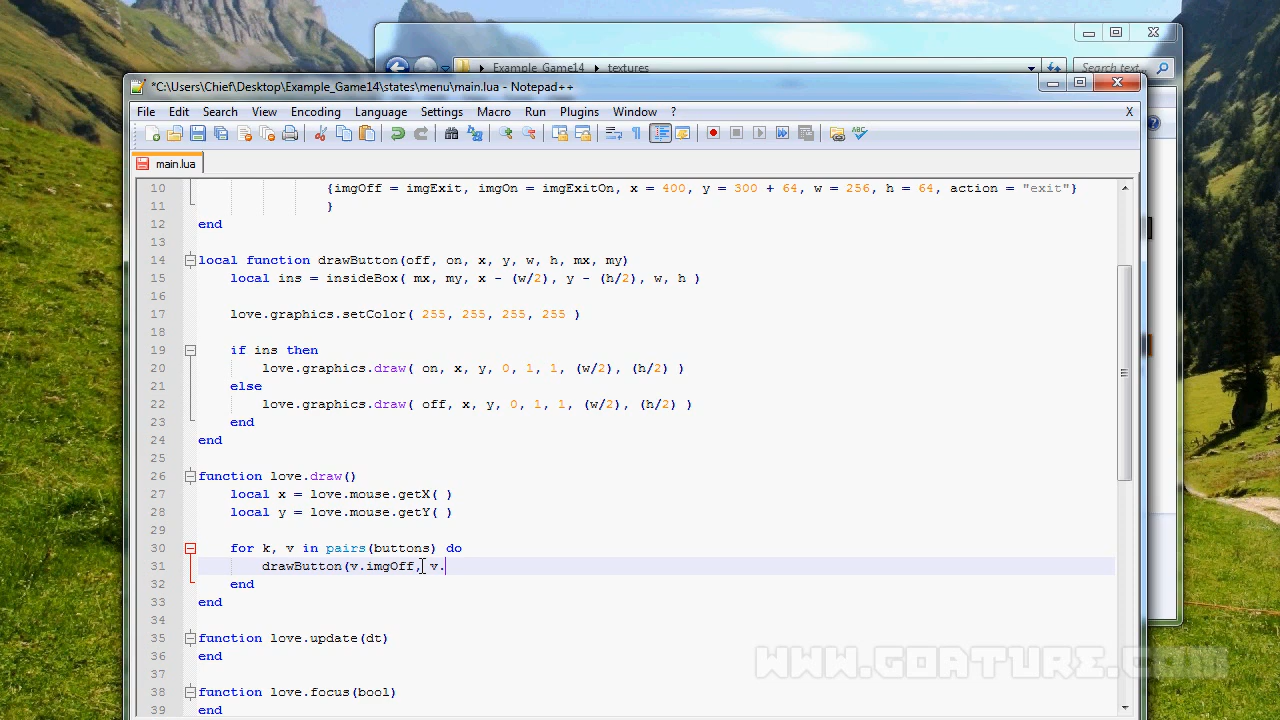 Example_Game14 ▸ textures
Search text...
*C:\Users\Chief\Desktop\Example_Game14\states\menu\main.lua - Notepad++
File Edit Search View Encoding Language Settings Macro Run Plugins Window ? X
main.lua
10 {imgOff = imgExit, imgOn = imgExitOn, x = 400, y = 300 + 64, w = 256, h = 64, action = "exit"}
11 }
12 end
13
14 local function drawButton(off, on, x, y, w, h, mx, my)
15 local ins = insideBox( mx, my, x - (w/2), y - (h/2), w, h )
16
17 love.graphics.setColor( 255, 255, 255, 255 )
18
19 if ins then
20 love.graphics.draw( on, x, y, 0, 1, 1, (w/2), (h/2) )
21 else
22 love.graphics.draw( off, x, y, 0, 1, 1, (w/2), (h/2) )
23 end
24 end
25
26 function love.draw()
27 local x = love.mouse.getX( )
28 local y = love.mouse.getY( )
29
30 for k, v in pairs(buttons) do
31 drawButton(v.imgOff, v.
32 end
33 end
34
35 function love.update(dt)
36 end
37
38 function love.focus(bool)
39 end
WWW.GOATURE.COM